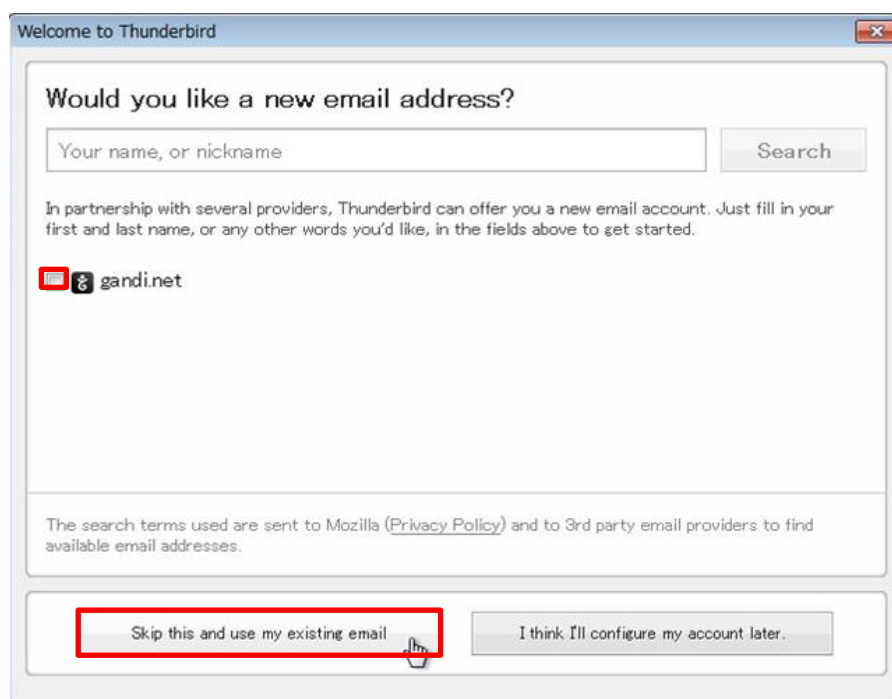 Welcome to Thunderbird
Would you like a new email address?
Your name, or nickname
Search
In partnership with several providers, Thunderbird can offer you a new email account. Just fill in your
first and last name, or any other words you'd like, in the fields above to get started.
gandi.net
The search terms used are sent to Mozilla (Privacy Policy) and to 3rd party email providers to find
available email addresses.
Skip this and use my existing email
I think I'll configure my account later.